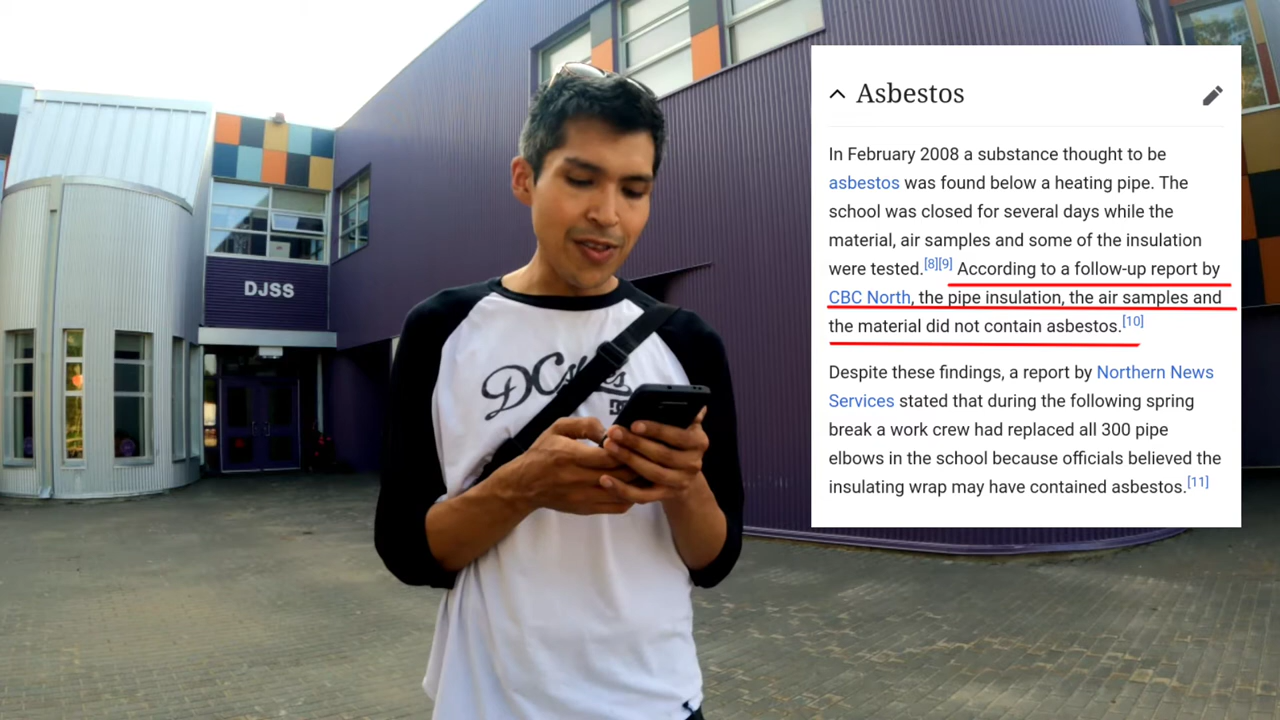 DJSS
DCshoes
Asbestos
In February 2008 a substance thought to be
asbestos was found below a heating pipe. The
school was closed for several days while the
material, air samples and some of the insulation
were tested.[8][9] According to a follow-up report by
CBC North, the pipe insulation, the air samples and
the material did not contain asbestos.[10]
Despite these findings, a report by Northern News
Services stated that during the following spring
break a work crew had replaced all 300 pipe
elbows in the school because officials believed the
insulating wrap may have contained asbestos.[11]